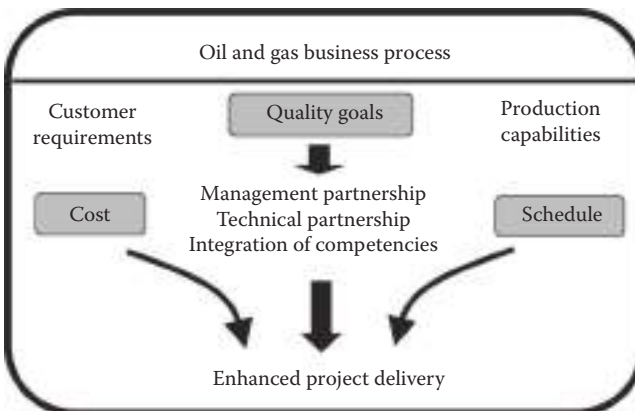 Oil and gas business process
Customer
requirements
Quality goals
Production
capabilities
Cost
Management partnership
Technical partnership
Integration of competencies
Schedule
Enhanced project delivery